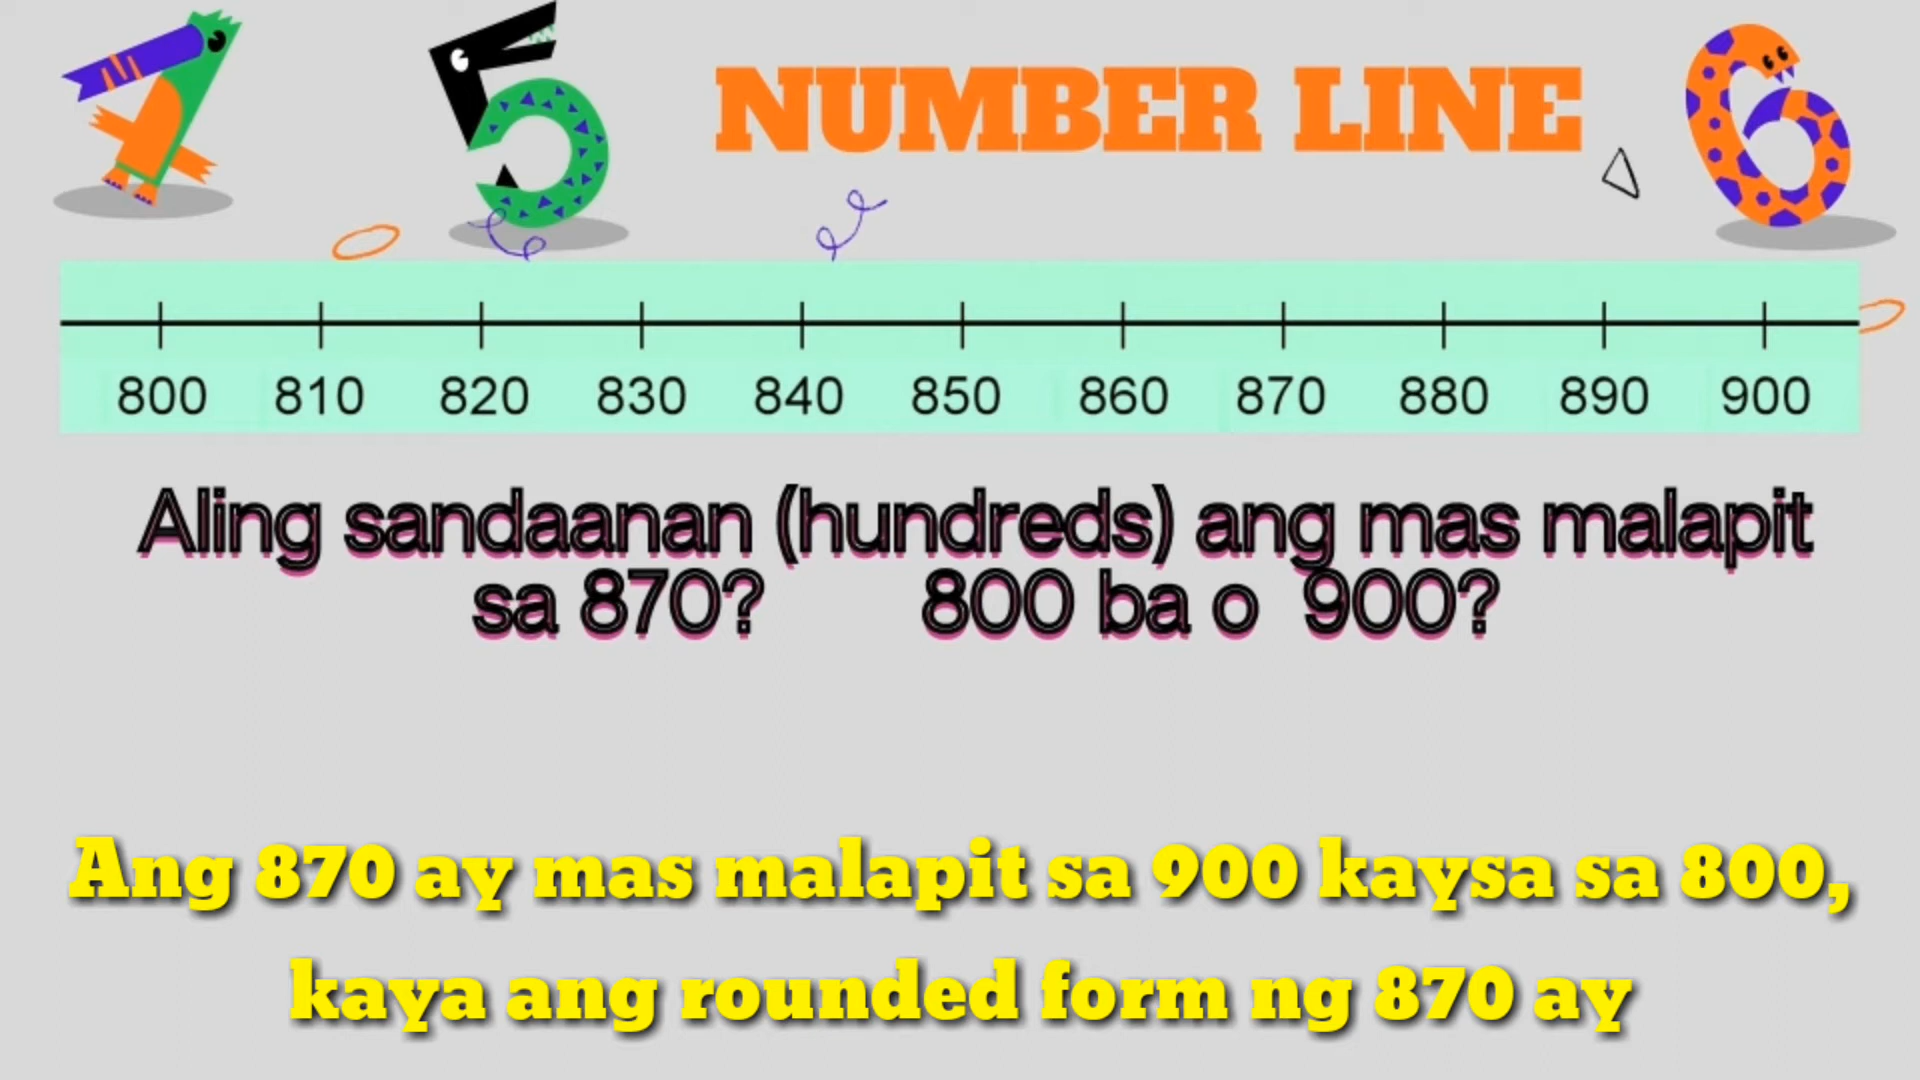 NUMBER LINE
800 810 820 830 840 850 860 870 880 890 900
Aling sandaanan (hundreds) ang mas malapit
sa 870? 800 ba o 900?
Ang 870 ay mas malapit sa 900 kaysa sa 800,
kaya ang rounded form ng 870 ay